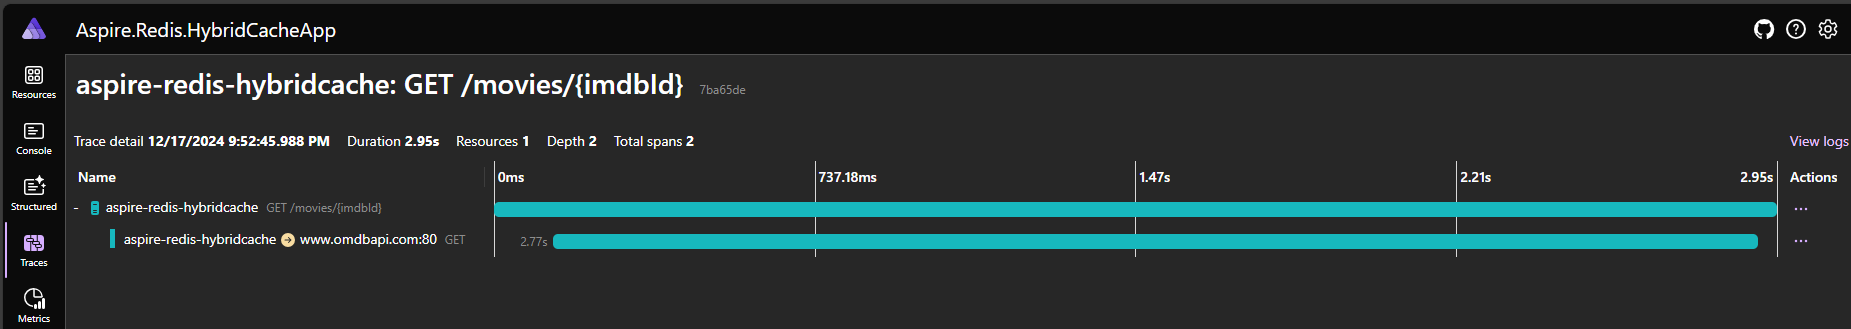 Aspire.Redis.HybridCacheApp
Resources
Console
Structured
Traces
Metrics
aspire-redis-hybridcache: GET /movies/{imdbId} 7ba65de
Trace detail 12/17/2024 9:52:45.988 PM Duration 2.95s Resources 1 Depth 2 Total spans 2 View logs
Name 0ms 737.18ms 1.47s 2.21s 2.95s Actions
- aspire-redis-hybridcache GET /movies/{imdbId} ...
aspire-redis-hybridcache www.omdbapi.com:80 GET 2.77s ...